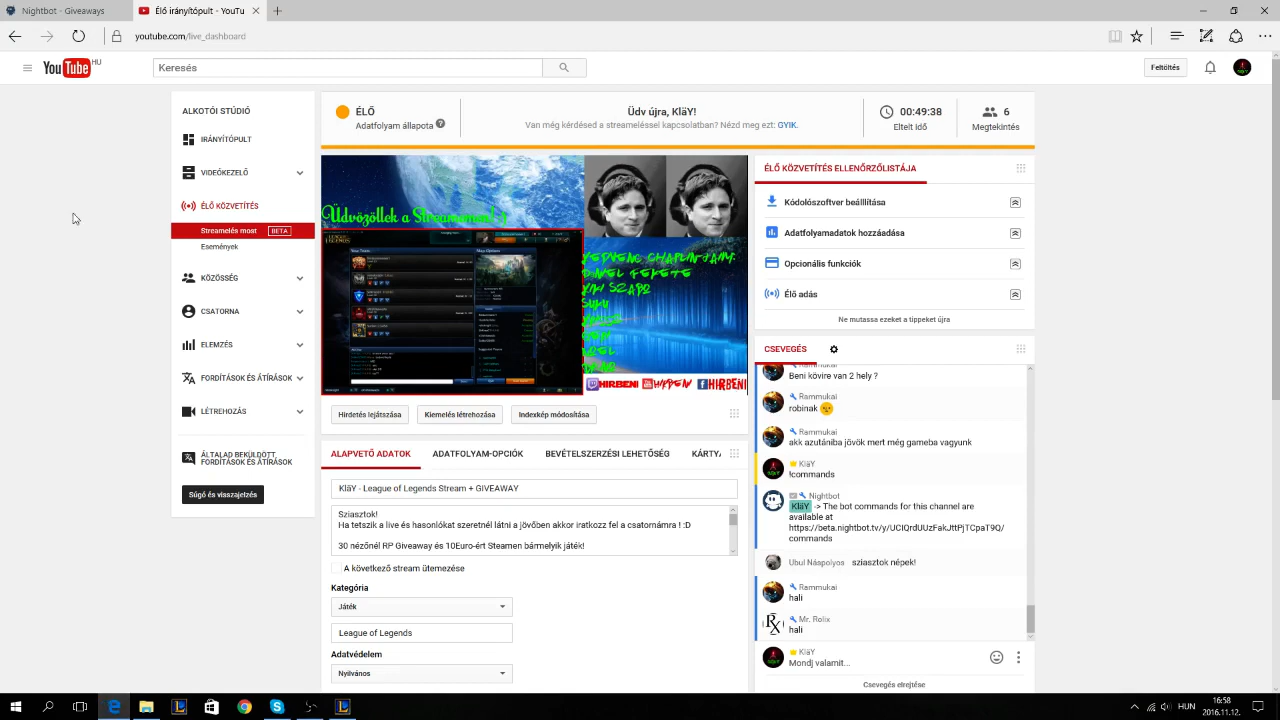 Nightbot - Giveaways
Élő irányítópult - YouTu
youtube.com/live_dashboard
YouTube HU
Keresés
Feltöltés
ALKOTÓI STÚDIÓ
IRÁNYÍTÓPULT
VIDEÓKEZELŐ
ÉLŐ KÖZVETÍTÉS
Streamelés most BETA
Események
KÖZÖSSÉG
CSATORNA
ELEMZÉS
FORDÍTÁSOK ÉS ÁTÍRÁSOK
LÉTREHOZÁS
ÁLTALAD BEKÜLDÖTT
FORDÍTÁSOK ÉS ÁTÍRÁSOK
Súgó és visszajelzés
ÉLŐ
Adatfolyam állapota
Üdv újra, KläY!
Van még kérdésed a streameléssel kapcsolatban? Nézd meg ezt: GYIK.
00:49:38
Eltelt idő
6
Megtekintés
Üdvözöllek a Streamemen! :)
HIRBENI
HIRBENI
Hirdetés lejátszása
Kiemelés létrehozása
Indexkép módosítása
ALAPVETŐ ADATOK
ADATFOLYAM-OPCIÓK
BEVÉTELSZERZÉSI LEHETŐSÉG
KÁRTYA
KläY - League of Legends Stream + GIVEAWAY
Sziasztok!
Ha tetszik a live és hasonlókat szeretnél látni a jövőben akkor iratkozz fel a csatornámra ! :D
30 nézőnél RP Giveaway és 10Euro-ért Steamen bármelyik játék!
A következő stream ütemezése
Kategória
Játék
League of Legends
Adatvédelem
Nyilvános
ÉLŐ KÖZVETÍTÉS ELLENŐRZŐLISTÁJA
Kódolószoftver beállítása
Adatfolyamadatok hozzáadása
Opcionális funkciók
Élő adás
Ne mutassa ezeket a tippeket újra
CSEVEGÉS
Rammukai
Beni kövire van 2 hely ?
Rammukai
robinak
Rammukai
akk azutániba jövök mert még gameba vagyunk
KläY
!commands
Nightbot
KläY -> The bot commands for this channel are
available at
https://beta.nightbot.tv/y/UCIQrdUUzFakJttPjTCpaT9Q/
commands
Ubul Náspolyos sziasztok népek!
Rammukai
hali
Mr. Rolix
hali
KläY
Mondj valamit...
Csevegés elrejtése
HUN
16:58
2016.11.12.